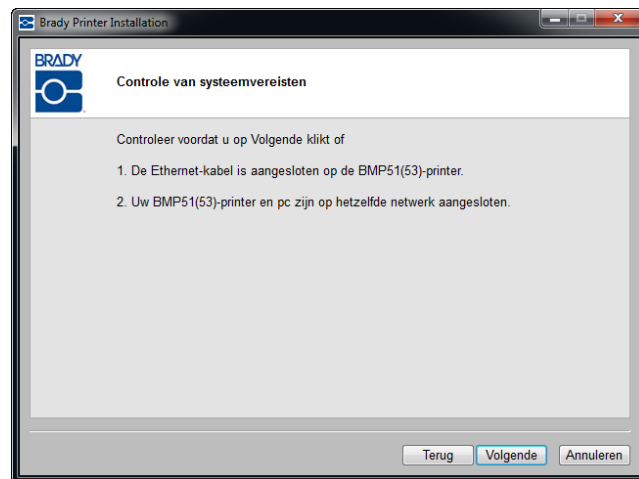 Brady Printer Installation
BRADY
Controle van systeemvereisten
Controleer voordat u op Volgende klikt of
1. De Ethernet-kabel is aangesloten op de BMP51(53)-printer.
2. Uw BMP51(53)-printer en pc zijn op hetzelfde netwerk aangesloten.
Terug Volgende Annuleren